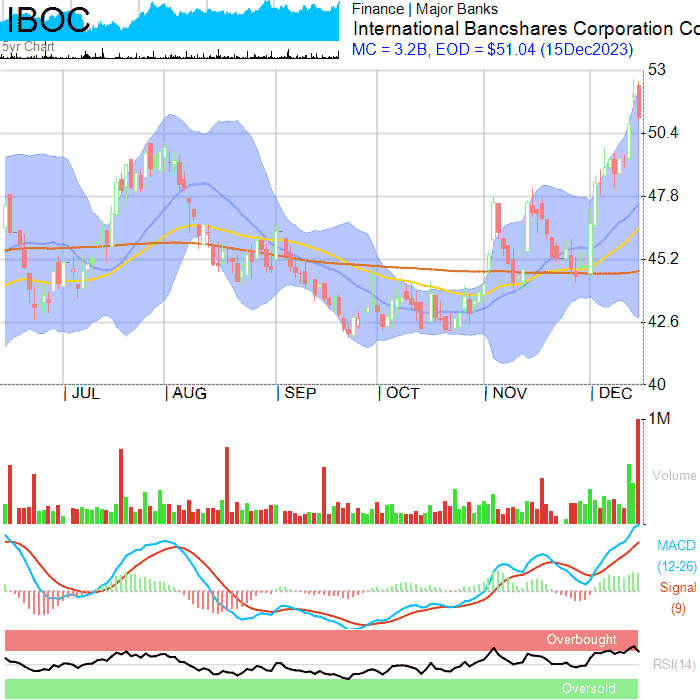 IBOC
5yr Chart
Finance | Major Banks
International Bancshares Corporation Co
MC = 3.2B, EOD = $51.04 (15Dec2023)
53
50.4
47.8
45.2
42.6
40
| JUL | AUG | SEP | OCT | NOV | DEC
1M
Volume
MACD
(12-26)
Signal
(9)
Overbought
RSI(14)
Oversold